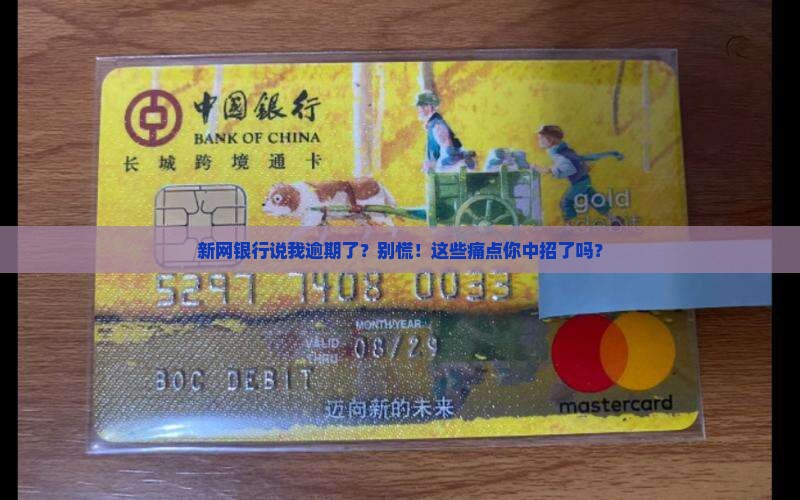 中国银行
BANK OF CHINA
长城跨境通卡
gold
debit
新网银行说我逾期了？别慌！这些痛点你中招了吗？
5297 7408 0033
MONTH/YEAR
VALID THRU 08/29
BOC DEBIT
迈向新的未来
mastercard